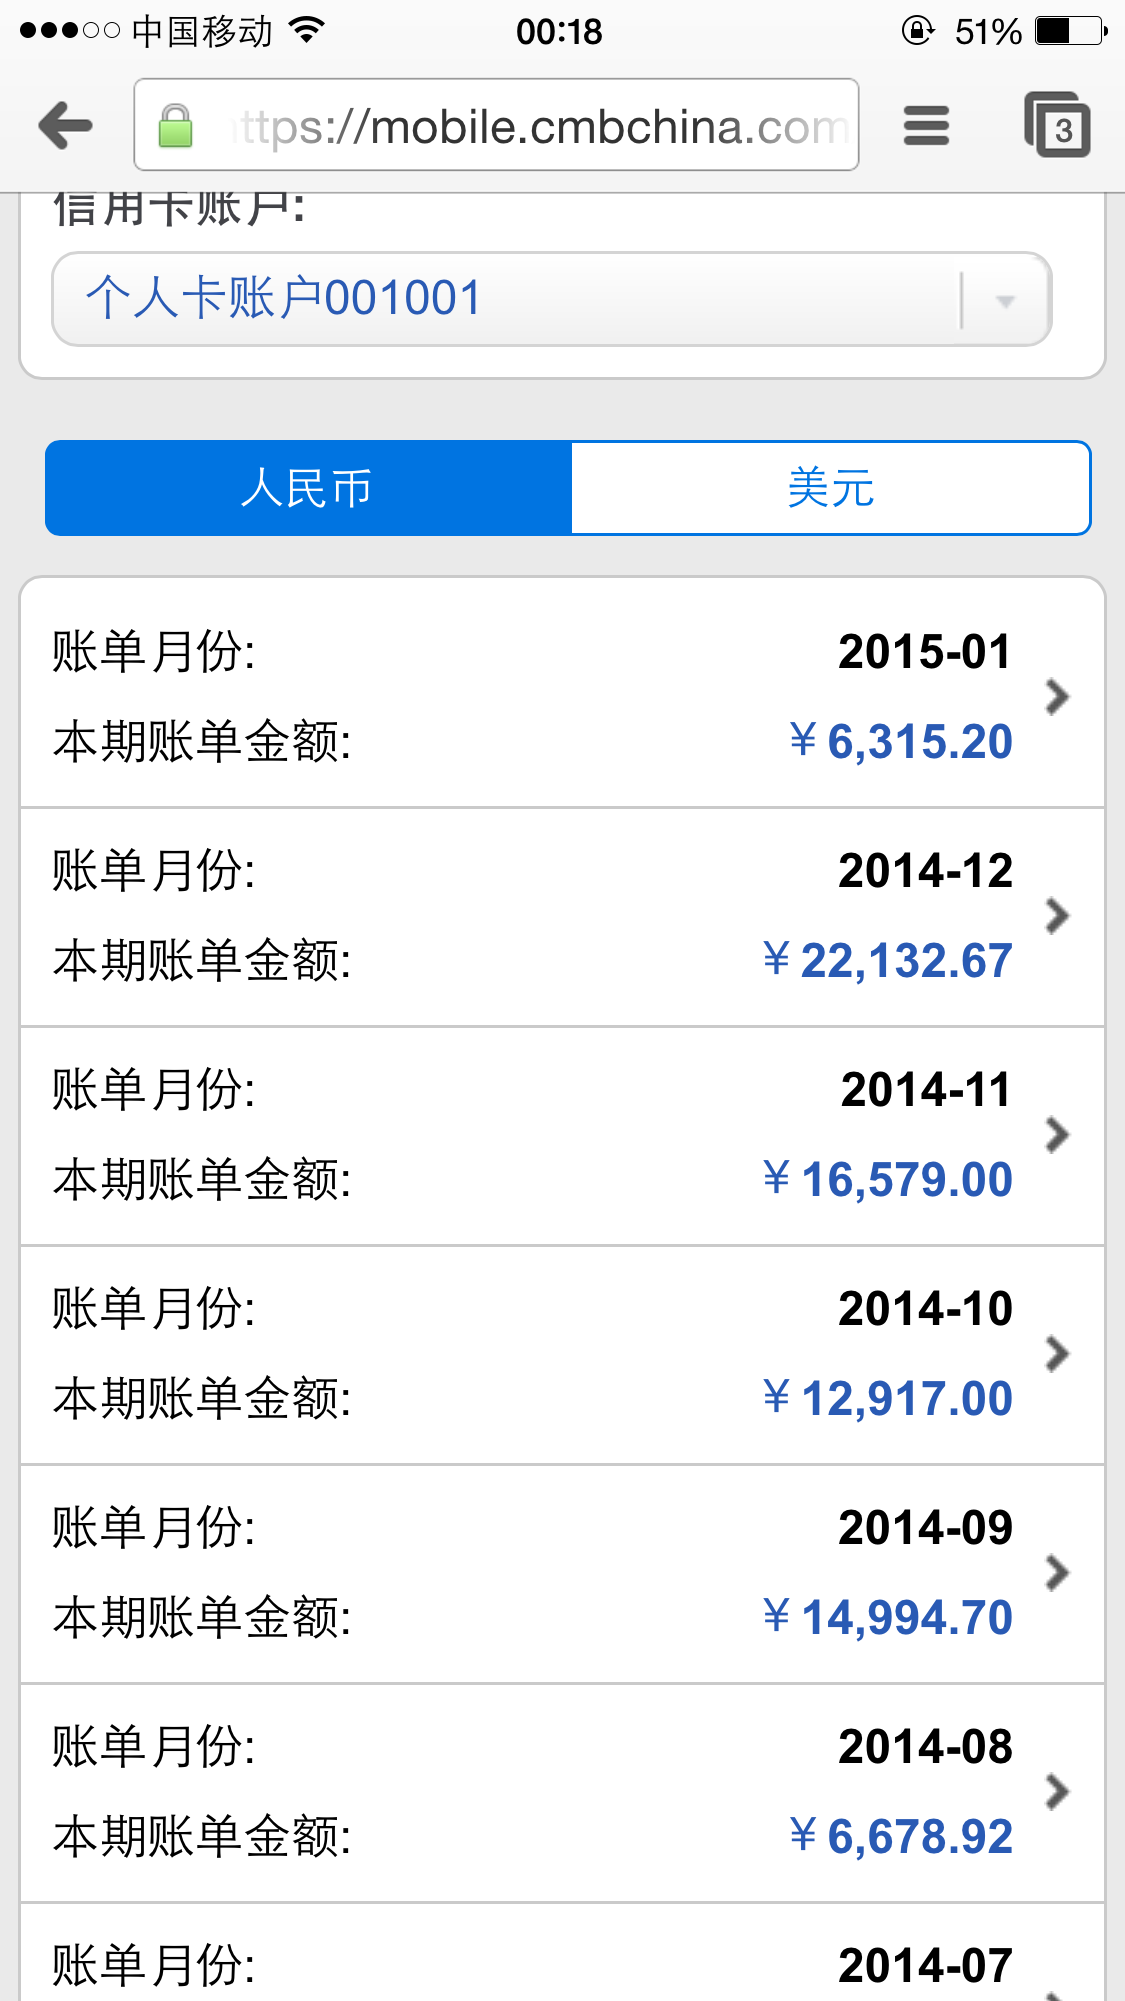 中国移动 00:18 51%
ttps://mobile.cmbchina.com 3
信用卡账户:
个人卡账户001001
人民币 美元
账单月份: 2015-01
本期账单金额: ￥6,315.20
账单月份: 2014-12
本期账单金额: ￥22,132.67
账单月份: 2014-11
本期账单金额: ￥16,579.00
账单月份: 2014-10
本期账单金额: ￥12,917.00
账单月份: 2014-09
本期账单金额: ￥14,994.70
账单月份: 2014-08
本期账单金额: ￥6,678.92
账单月份: 2014-07